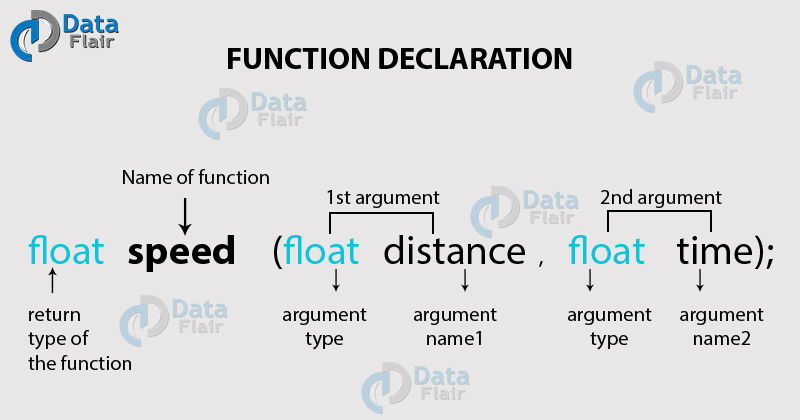 Data
Flair
FUNCTION DECLARATION
Data
Flair
Data
Flair
Name of function
1st argument
Data
Flair
2nd argument
float speed (float distance , float time);
return
type of
the function
argument
type
argument
name1
argument
type
argument
name2
Data
Flair
Data
Flair